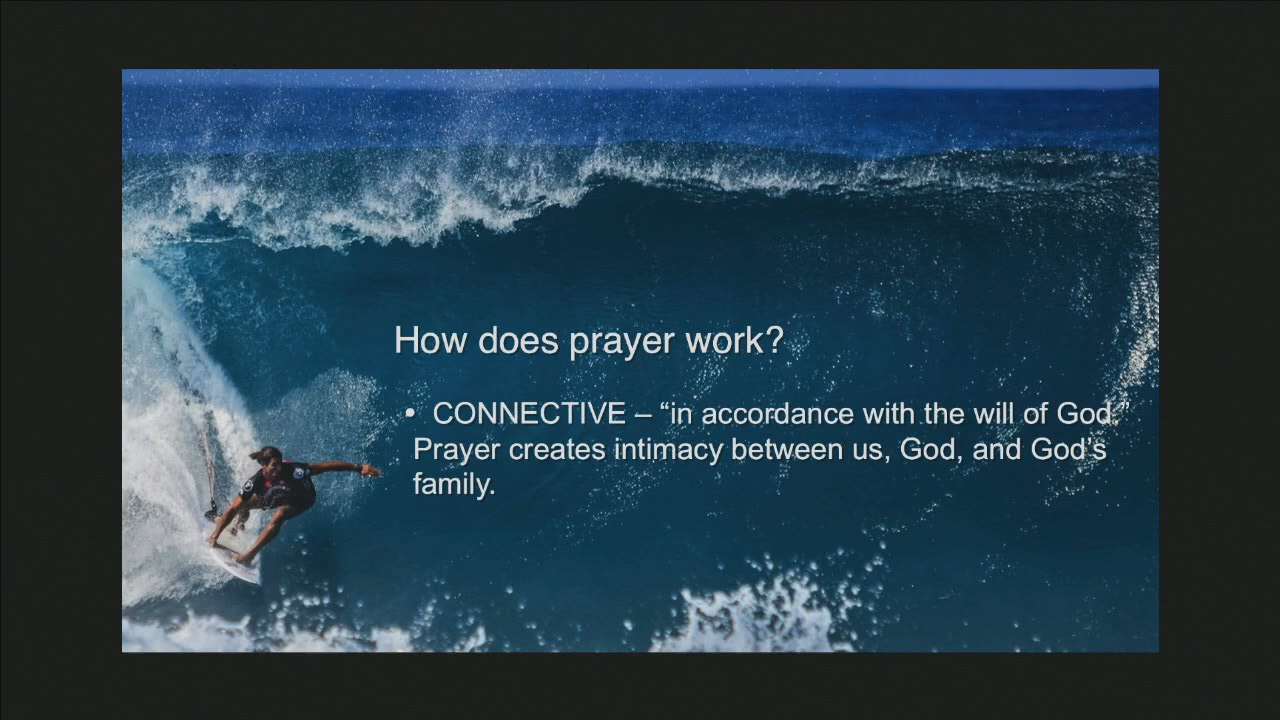 How does prayer work?
• CONNECTIVE – “in accordance with the will of God.”
Prayer creates intimacy between us, God, and God’s
family.